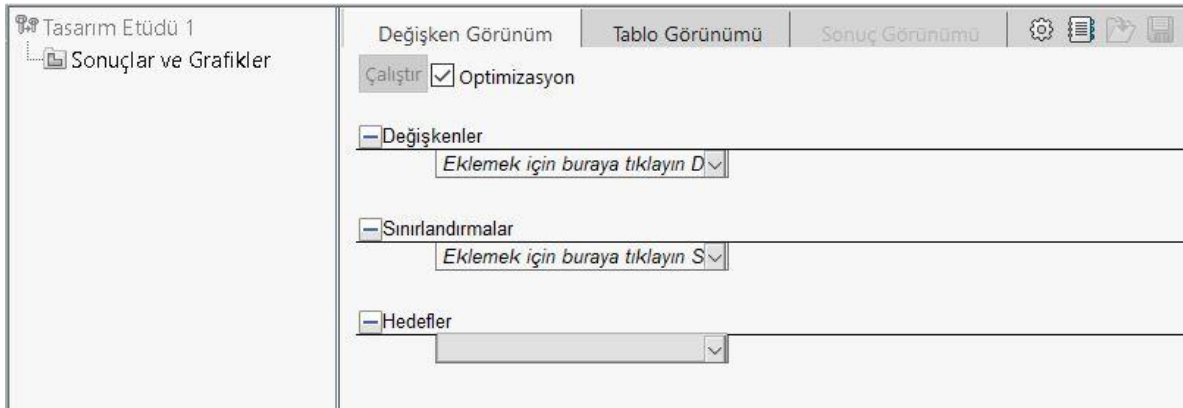 Tasarım Etüdü 1
Sonuçlar ve Grafikler
Değişken Görünüm
Tablo Görünümü
Sonuç Görünümü
Çalıştır
Optimizasyon
Değişkenler
Eklemek için buraya tıklayın D
Sınırlandırmalar
Eklemek için buraya tıklayın S
Hedefler